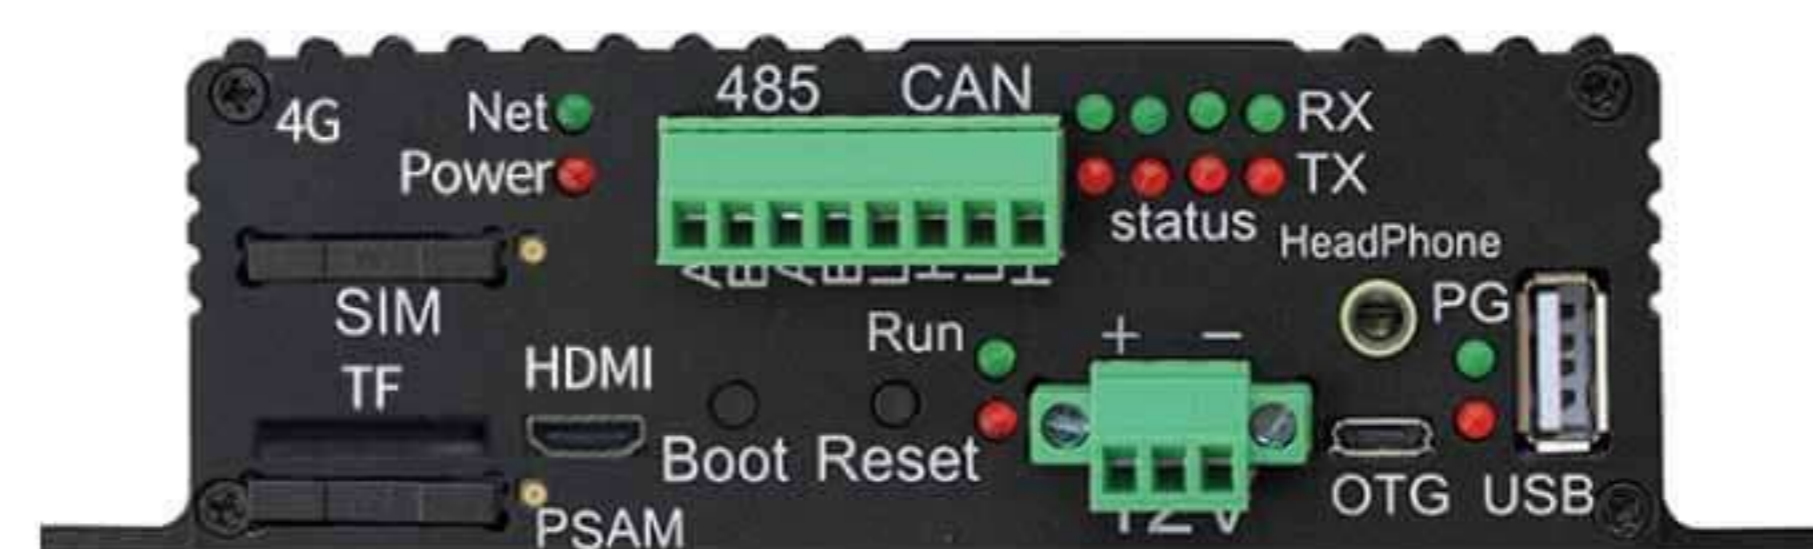 485 CAN
4G
Net
RX
Power
TX
status
HeadPhone
A B A B L H L H
SIM
PG
Run
+ −
TF
HDMI
Boot Reset
OTG USB
PSAM
12V